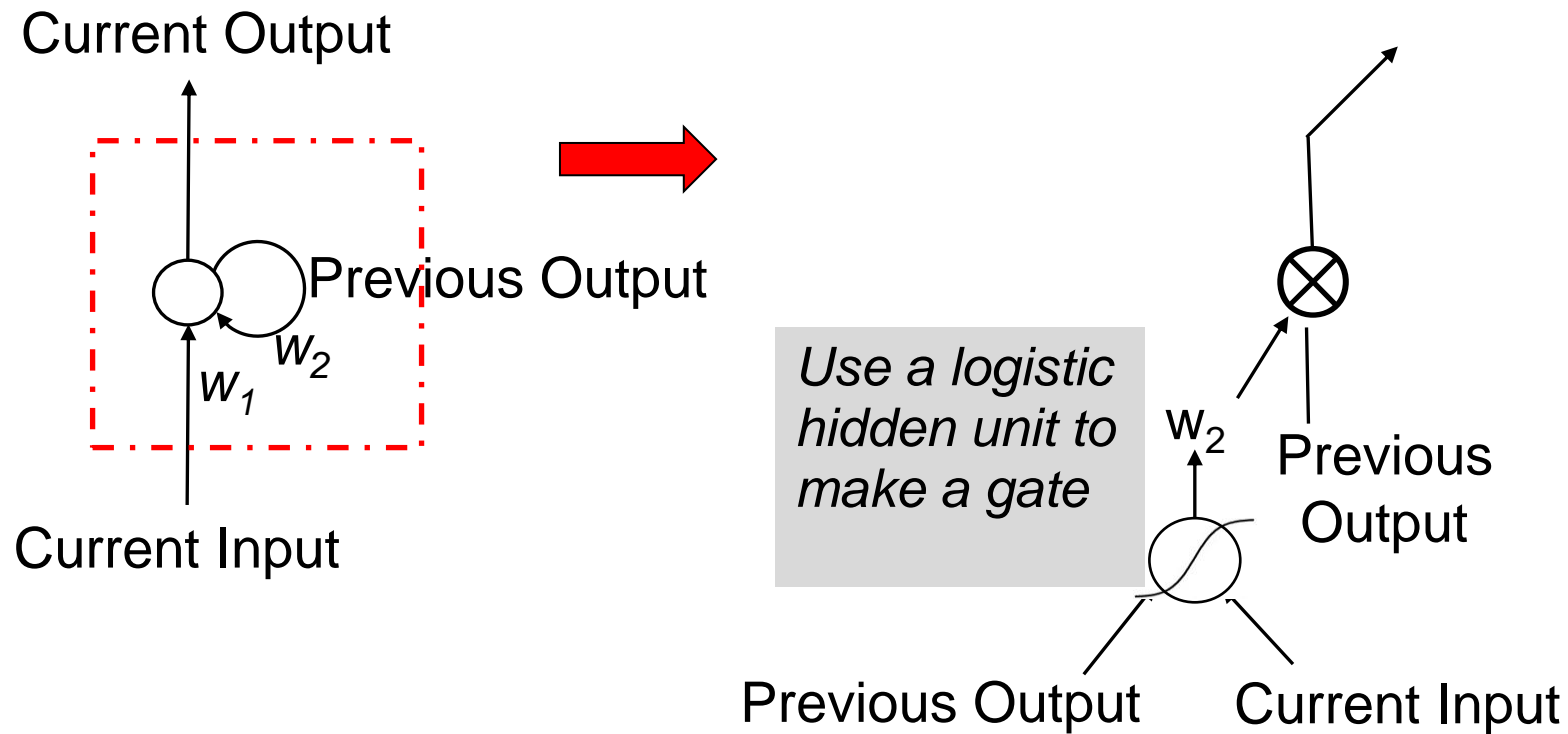 Current Output
Previous Output
w2
w1
Current Input
Use a logistic
hidden unit to
make a gate
w2
Previous
Output
Previous Output
Current Input